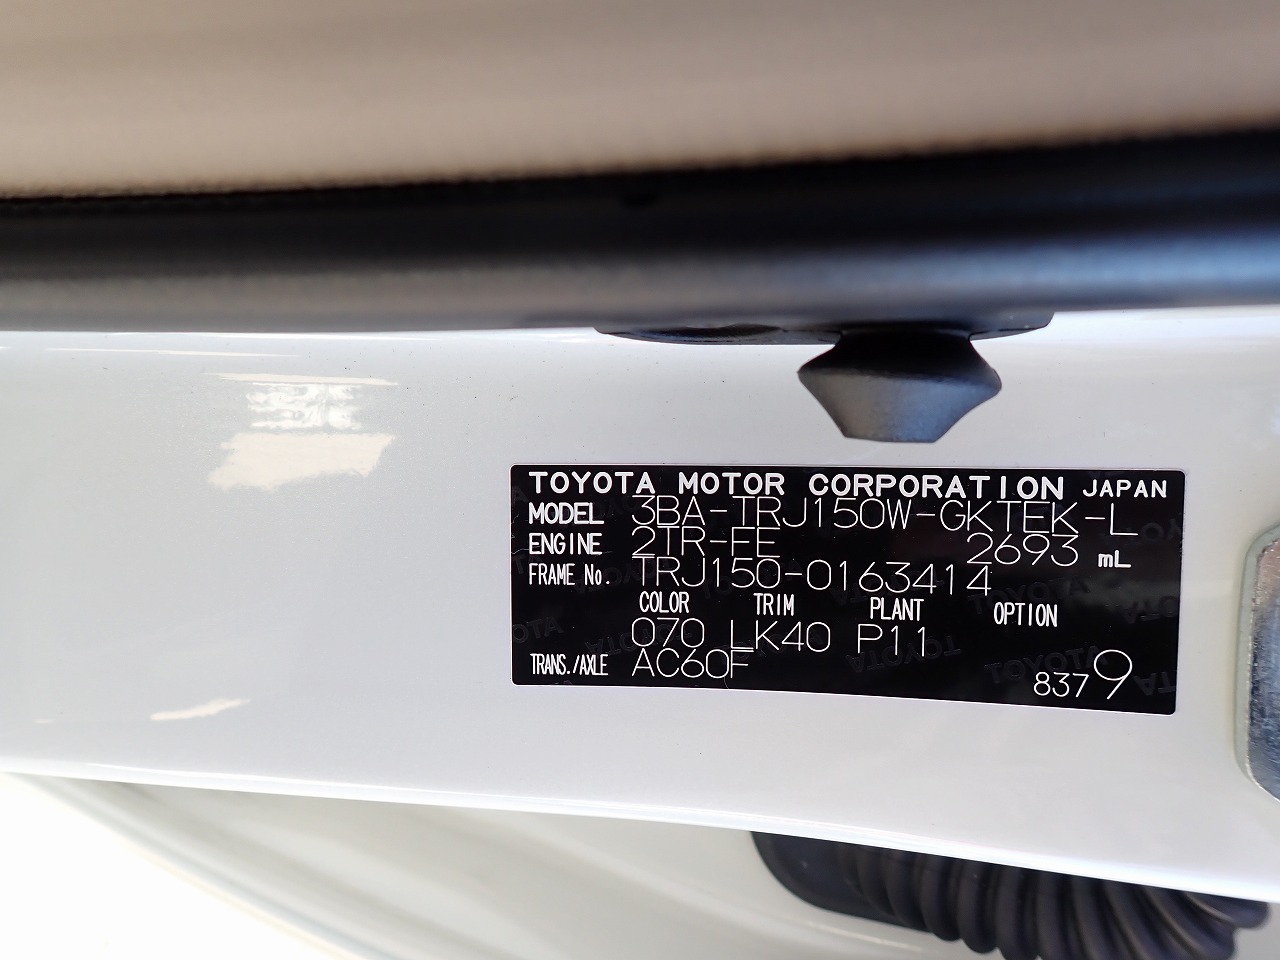 TOYOTA MOTOR CORPORATION JAPAN
MODEL 3BA-TRJ150W-GKTEK-L
ENGINE 2TR-FE 2693 mL
FRAME No. TRJ150-0163414
COLOR TRIM PLANT OPTION
070 LK40 P11
TRANS./AXLE AC60F
8379